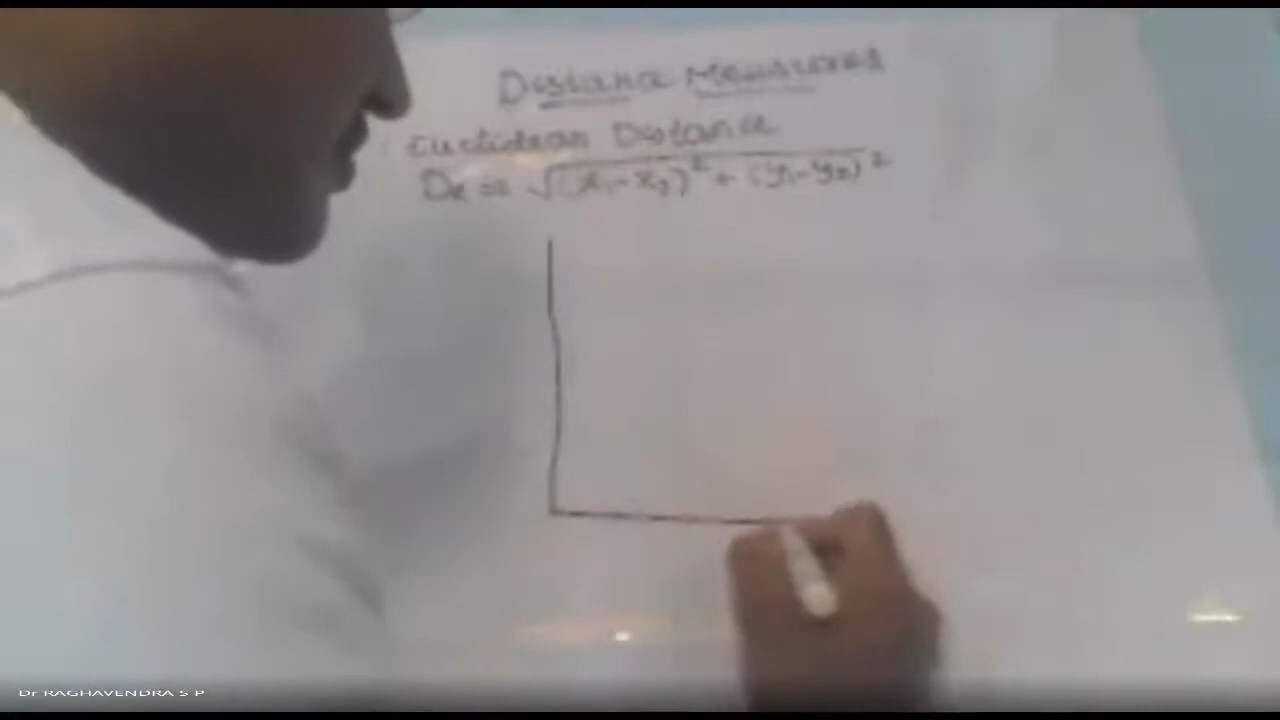 Distance Measures
Euclidean Distance
De = √(x₁-x₂)² + (y₁-y₂)²
Dr RAGHAVENDRA S P